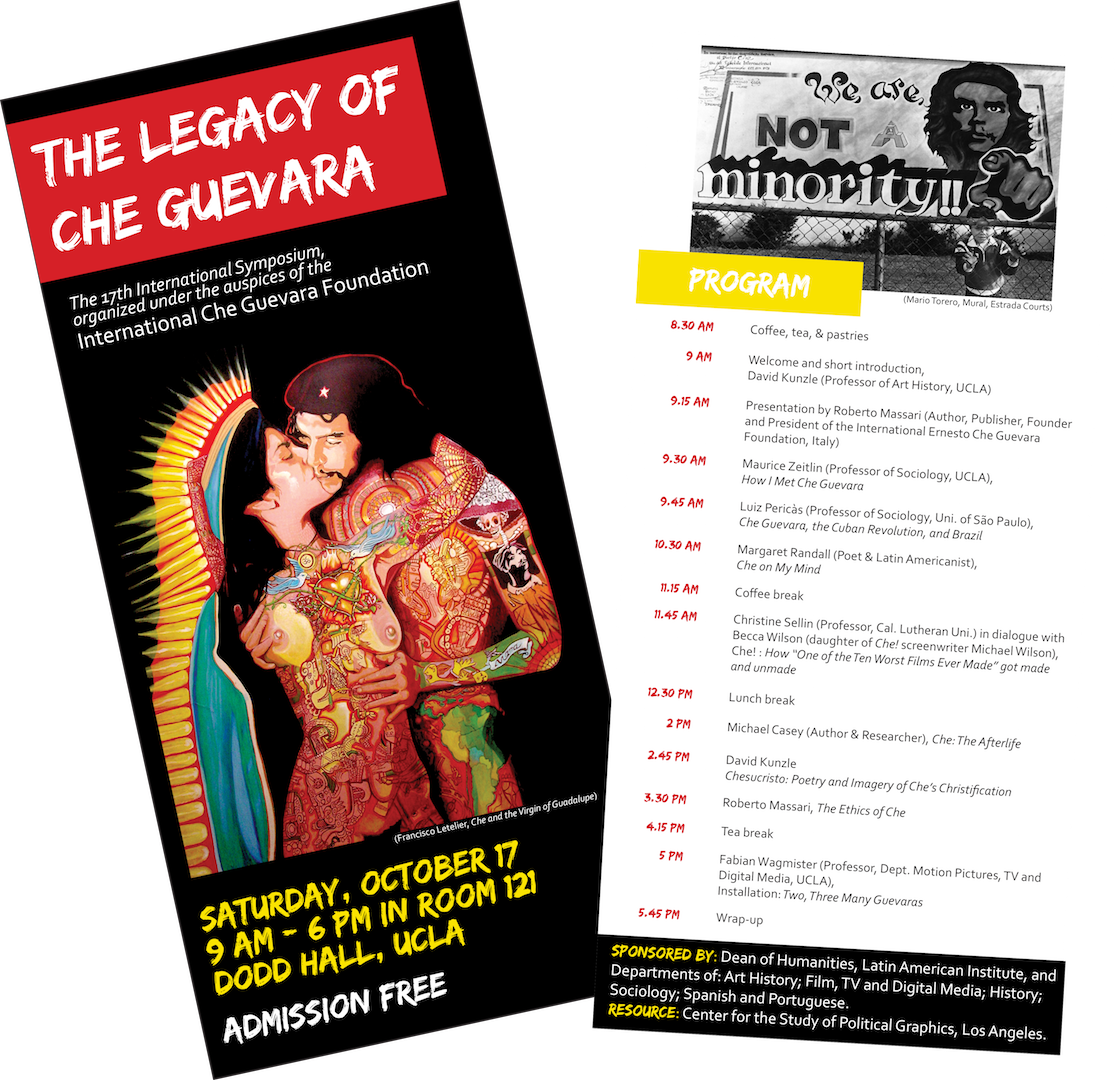 THE LEGACY OF
CHE GUEVARA
The 17th International Symposium,
organized under the auspices of the
International Che Guevara Foundation
(Francisco Letelier, Che and the Virgin of Guadalupe)
SATURDAY, OCTOBER 17
9 AM – 6 PM IN ROOM 121
DODD HALL, UCLA
ADMISSION FREE
We are
NOT A
minority!!
(Mario Torero, Mural, Estrada Courts)
PROGRAM
8.30 AM Coffee, tea, & pastries
9 AM Welcome and short introduction,
David Kunzle (Professor of Art History, UCLA)
9.15 AM Presentation by Roberto Massari (Author, Publisher, Founder
and President of the International Ernesto Che Guevara
Foundation, Italy)
9.30 AM Maurice Zeitlin (Professor of Sociology, UCLA),
How I Met Che Guevara
9.45 AM Luiz Pericàs (Professor of Sociology, Uni. of São Paulo),
Che Guevara, the Cuban Revolution, and Brazil
10.30 AM Margaret Randall (Poet & Latin Americanist),
Che on My Mind
11.15 AM Coffee break
11.45 AM Christine Sellin (Professor, Cal. Lutheran Uni.) in dialogue with
Becca Wilson (daughter of Che! screenwriter Michael Wilson),
Che! : How “One of the Ten Worst Films Ever Made” got made
and unmade
12.30 PM Lunch break
2 PM Michael Casey (Author & Researcher), Che: The Afterlife
2.45 PM David Kunzle
Chesucristo: Poetry and Imagery of Che’s Christification
3.30 PM Roberto Massari, The Ethics of Che
4.15 PM Tea break
5 PM Fabian Wagmister (Professor, Dept. Motion Pictures, TV and
Digital Media, UCLA),
Installation: Two, Three Many Guevaras
5.45 PM Wrap-up
SPONSORED BY: Dean of Humanities, Latin American Institute, and
Departments of: Art History; Film, TV and Digital Media; History;
Sociology; Spanish and Portuguese.
RESOURCE: Center for the Study of Political Graphics, Los Angeles.